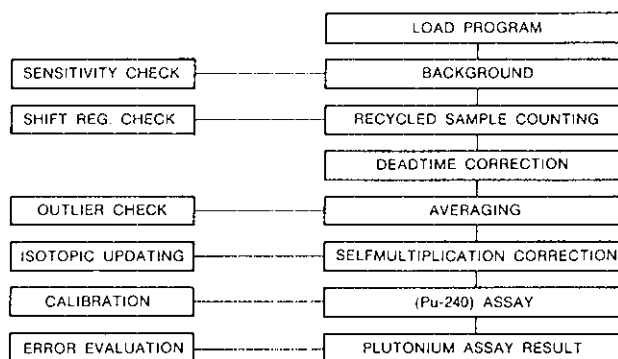 LOAD PROGRAM
SENSITIVITY CHECK
BACKGROUND
SHIFT REG. CHECK
RECYCLED SAMPLE COUNTING
DEADTIME CORRECTION
OUTLIER CHECK
AVERAGING
ISOTOPIC UPDATING
SELFMULTIPLICATION CORRECTION
CALIBRATION
(Pu-240) ASSAY
ERROR EVALUATION
PLUTONIUM ASSAY RESULT